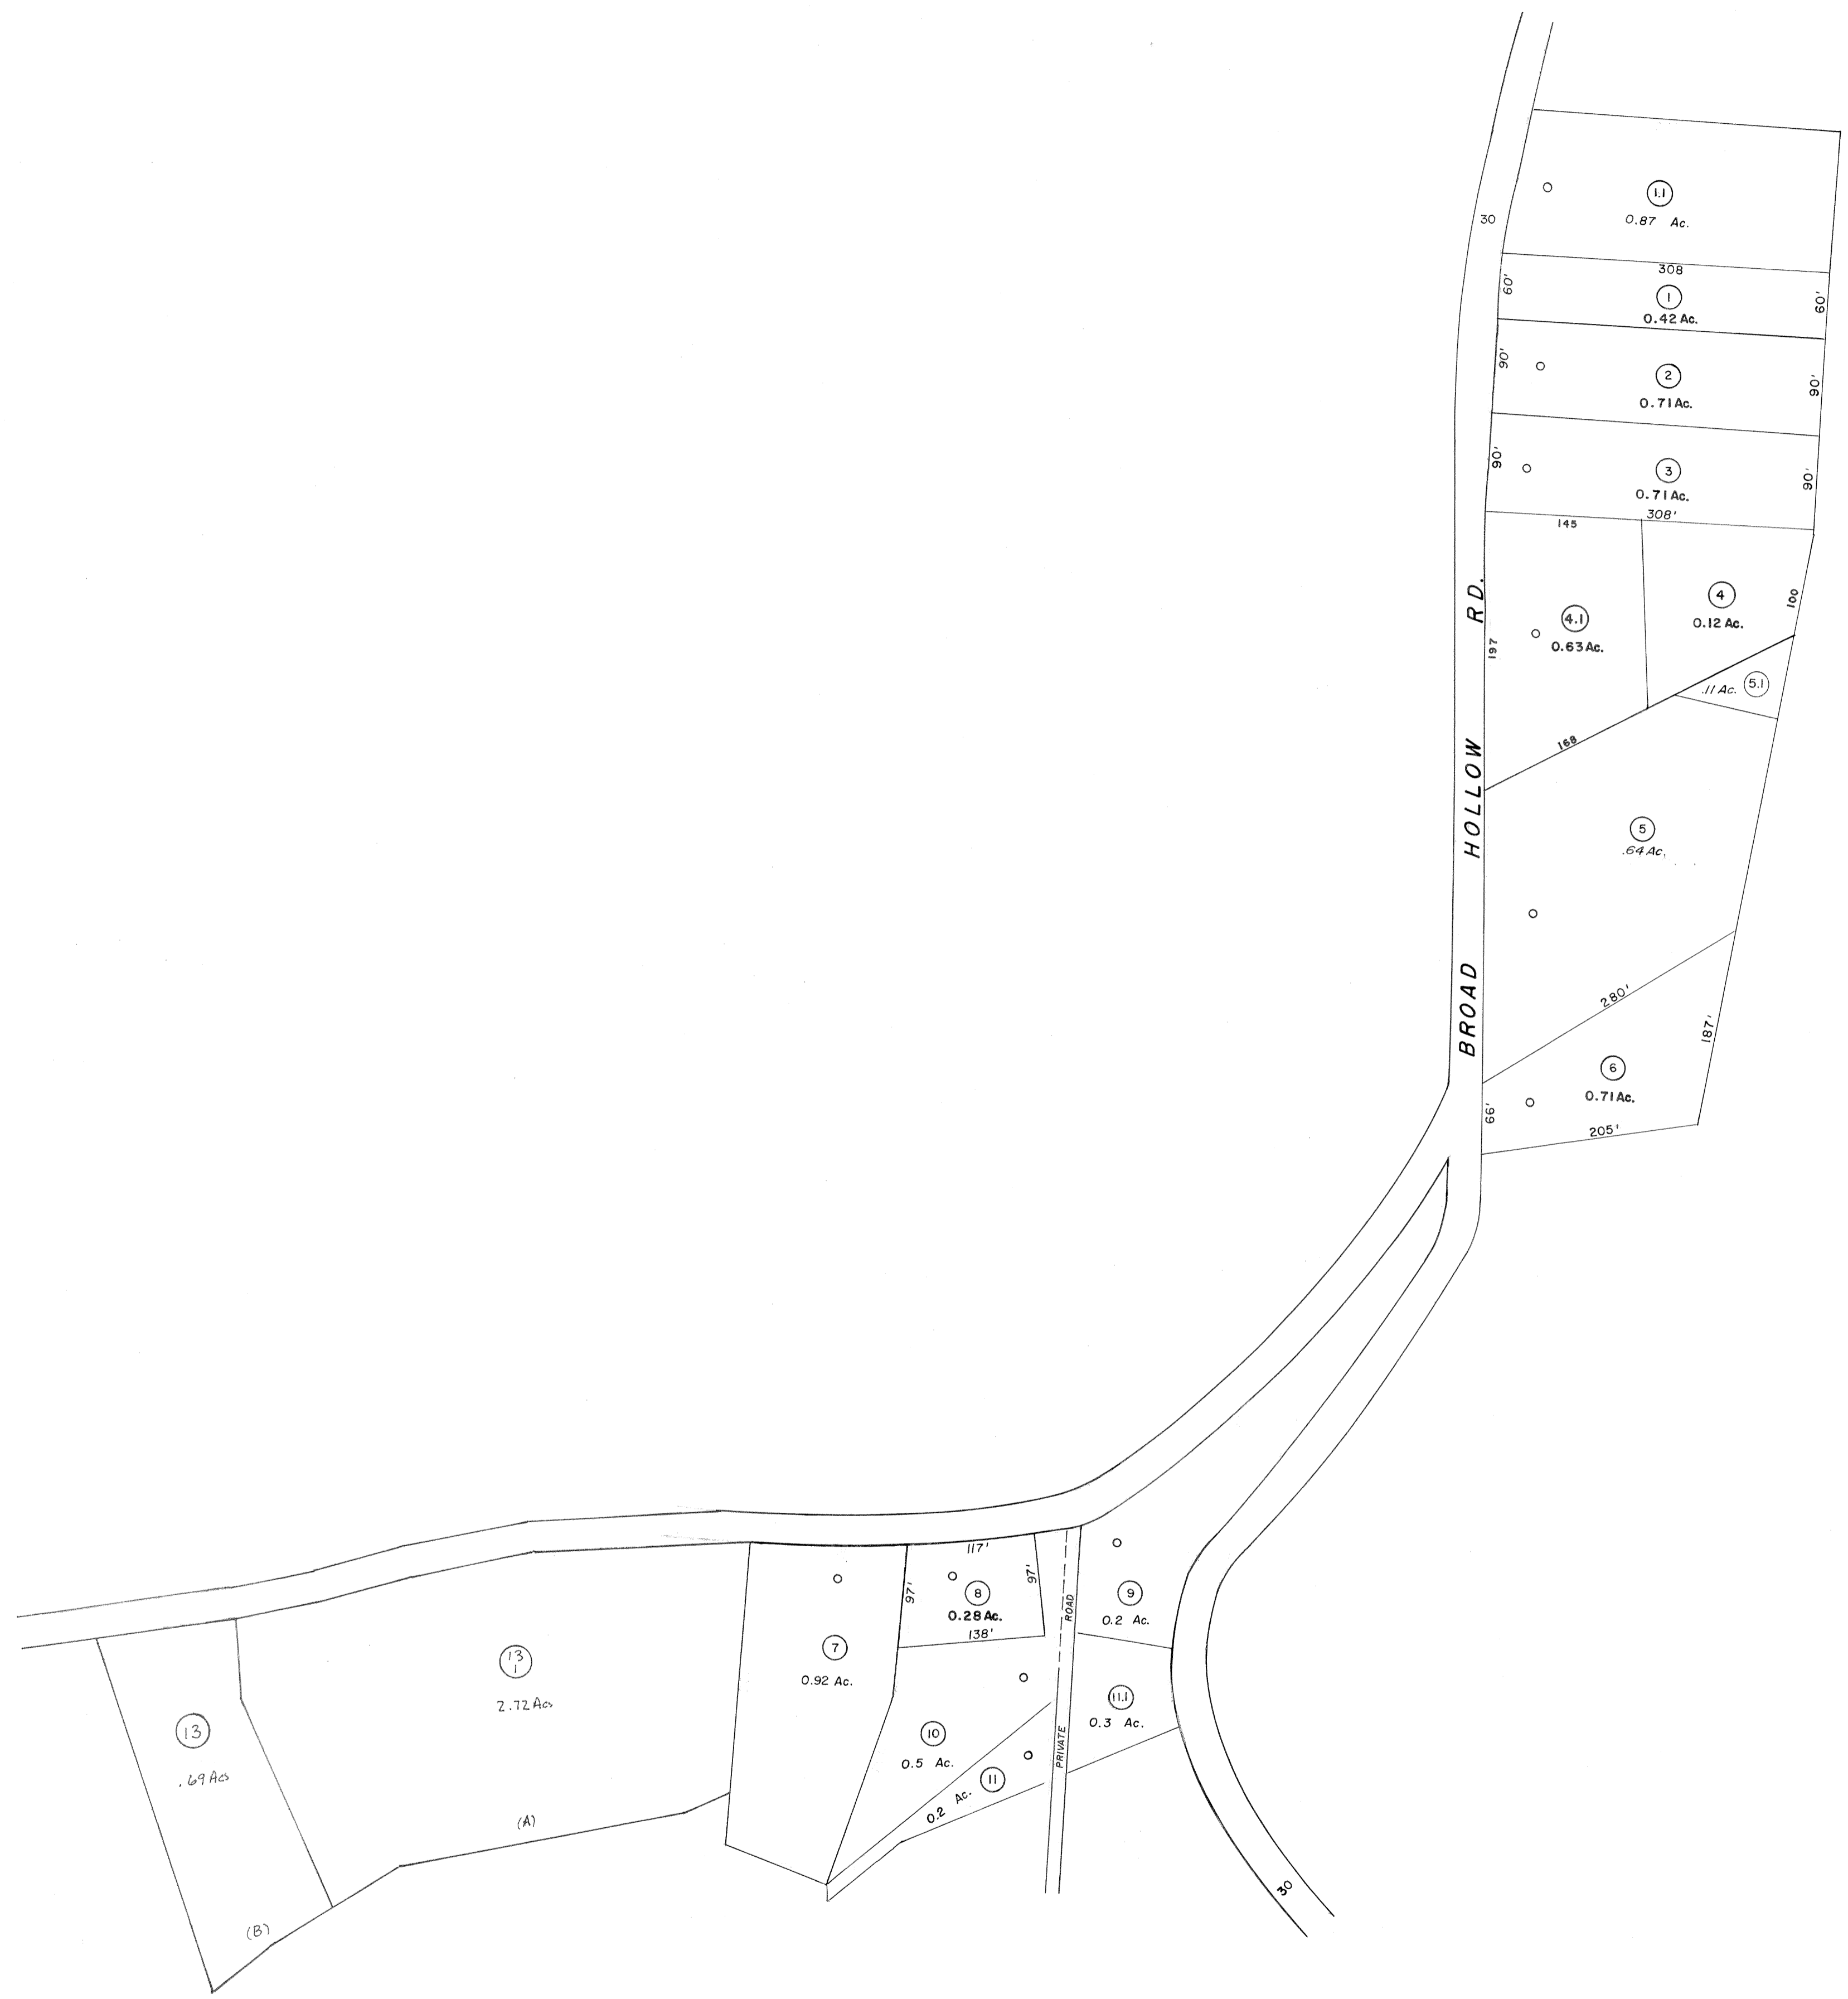 1.1
0.87 Ac.
30
308
60'
1
60'
0.42 Ac.
90'
2
90'
0.71 Ac.
90'
3
90'
0.71 Ac.
308'
145
4
100
0.12 Ac.
4.1
0.63 Ac.
197
.11 Ac. 5.1
168
5
.64 Ac.
BROAD HOLLOW RD.
280'
187'
6
0.71 Ac.
66'
205'
117'
97'
97'
8
0.28 Ac.
138'
9
0.2 Ac.
PRIVATE ROAD
7
0.92 Ac.
10
0.5 Ac.
11
0.2 Ac.
11.1
0.3 Ac.
13
1
2.72 Acs
(A)
13
.69 Acs
(B)
30